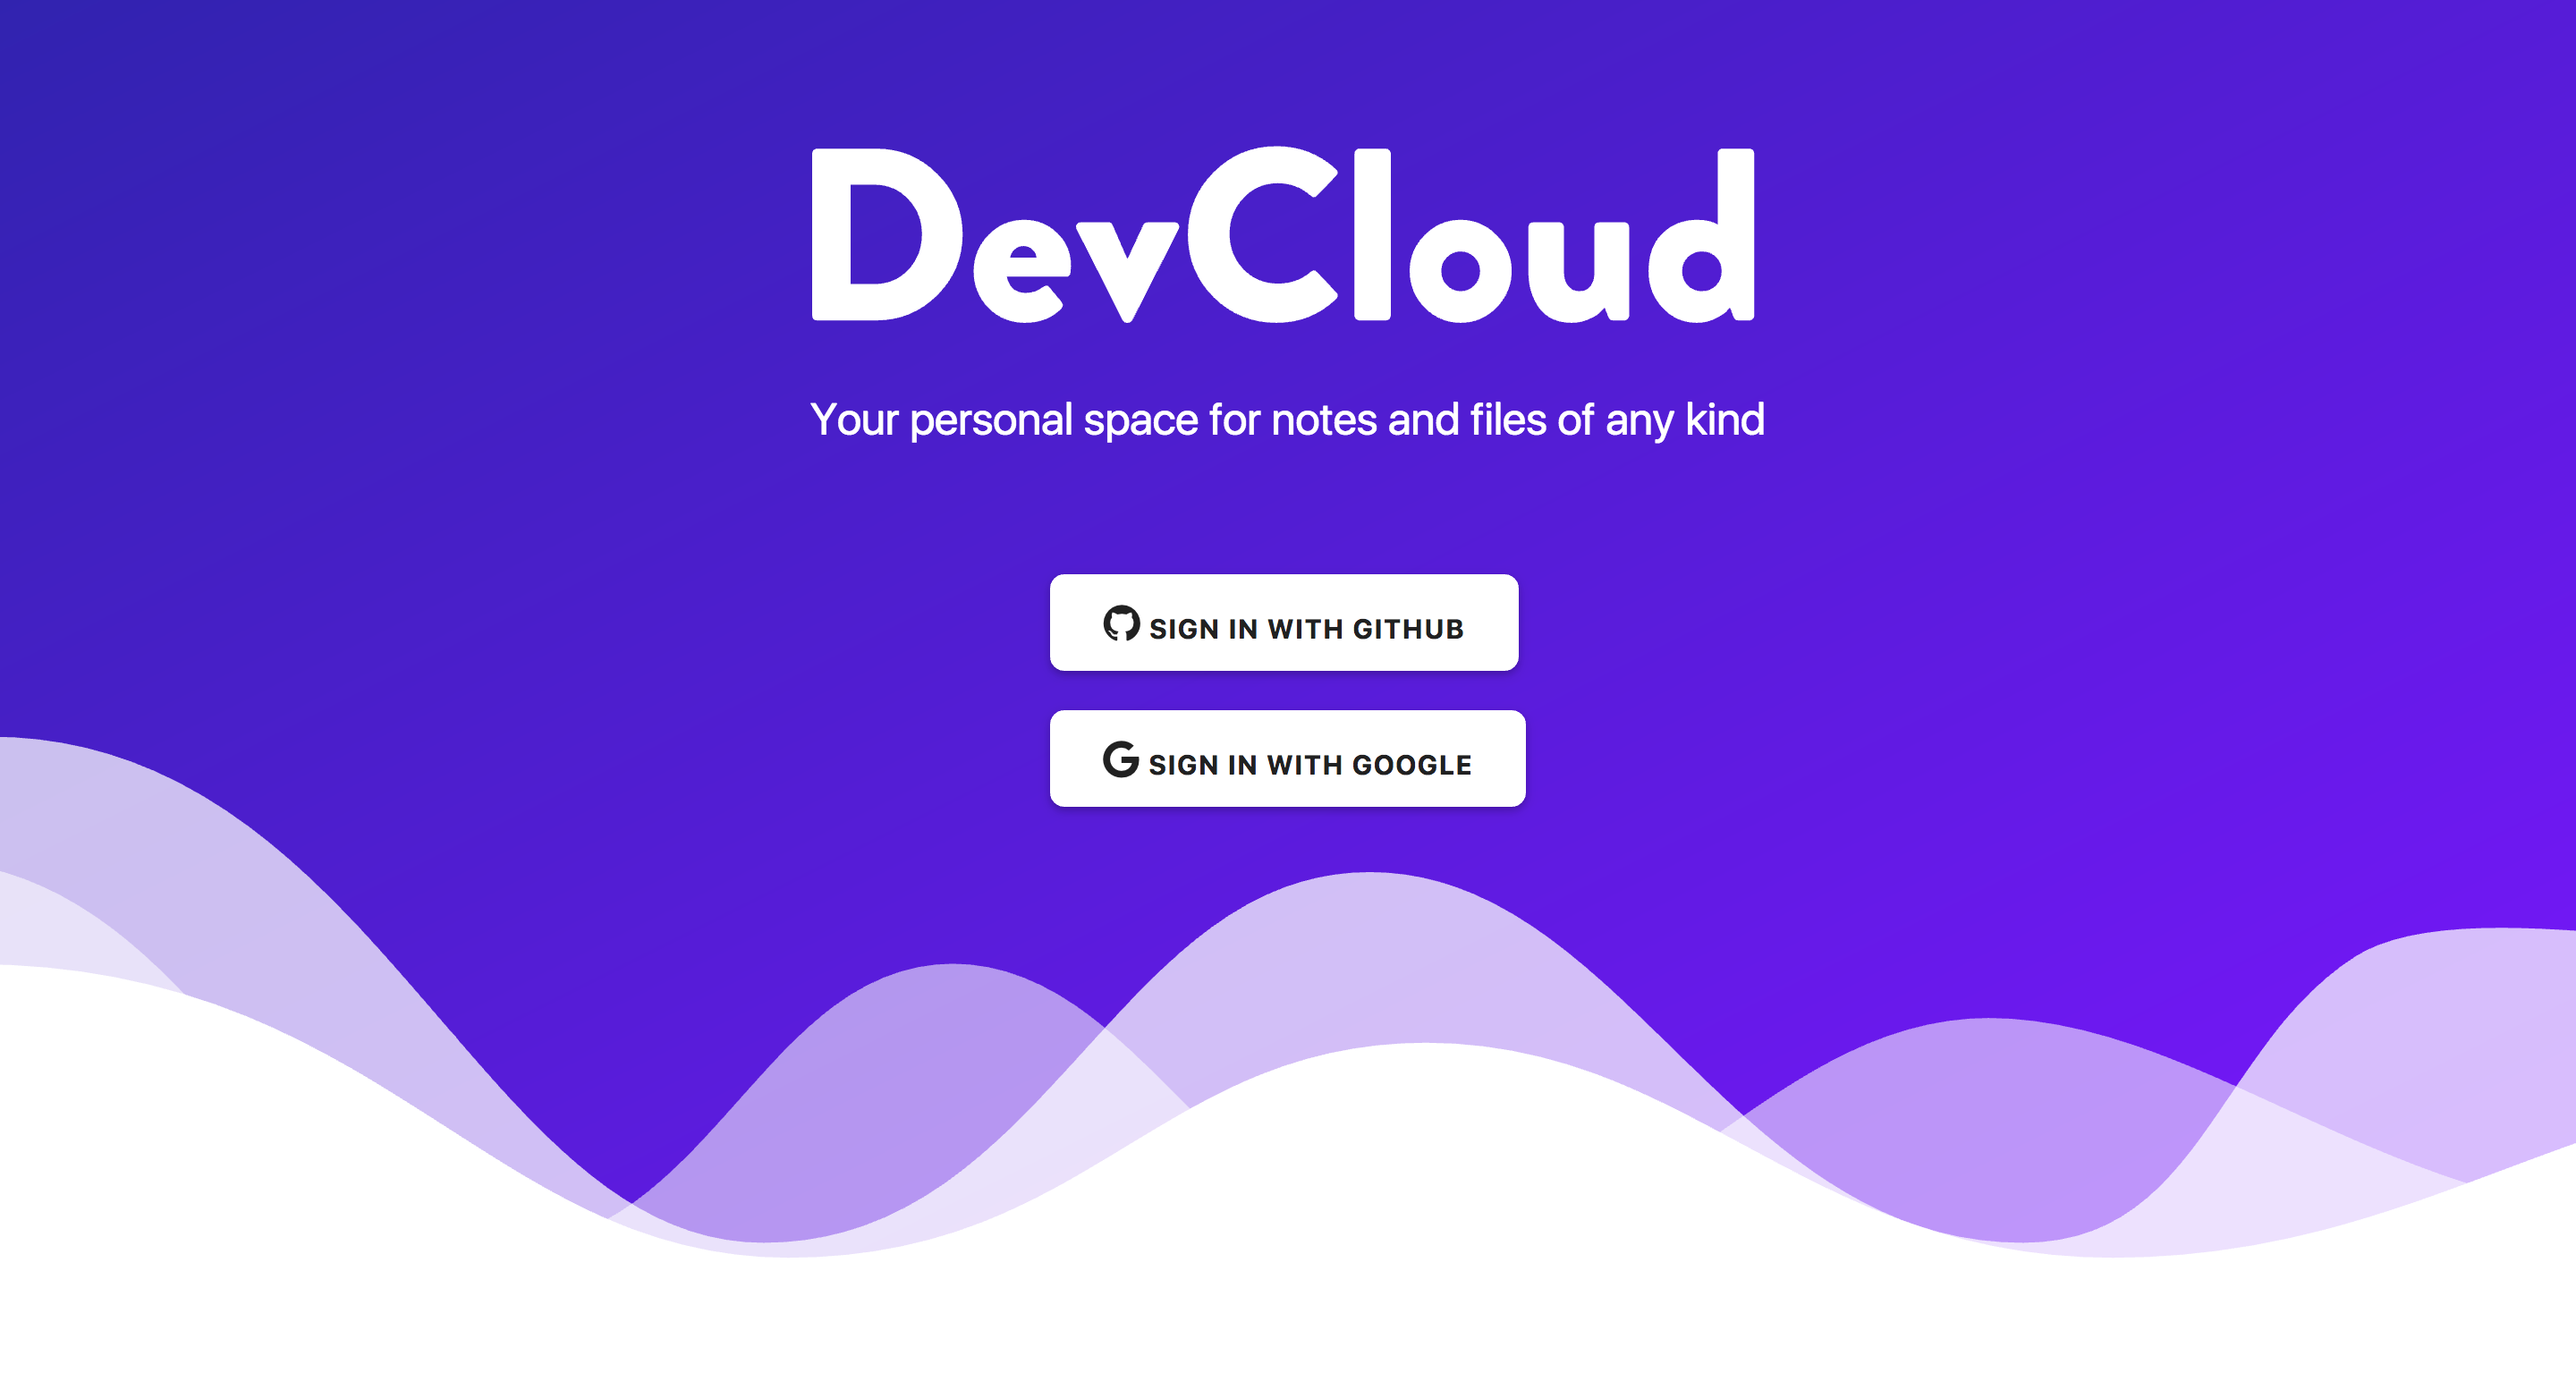 DevCloud
Your personal space for notes and files of any kind
SIGN IN WITH GITHUB
SIGN IN WITH GOOGLE